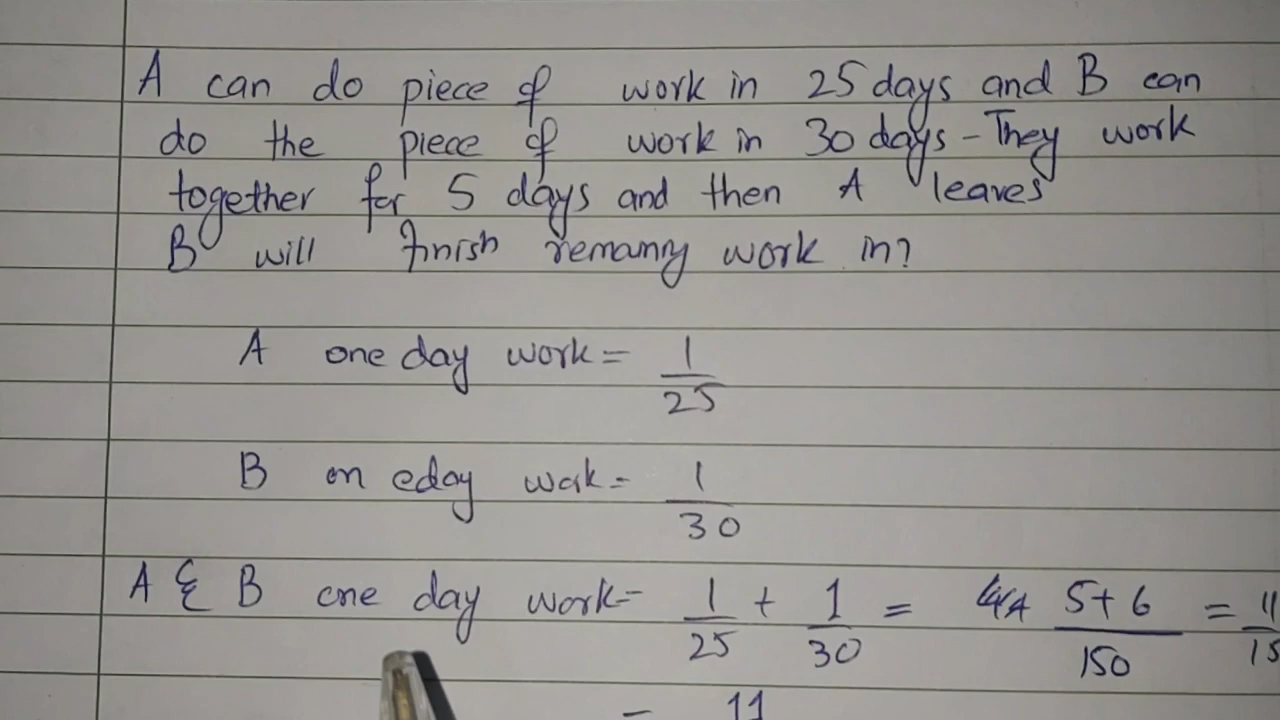 A can do piece of work in 25 days and B can
do the piece of work in 30 days - They work
together for 5 days and then A leaves
B will finish remanny work in?
A one day work = 1/25
B on eday work = 1/30
A & B one day work = 1/25 + 1/30 = 5+6/150 = 11/15
= 11